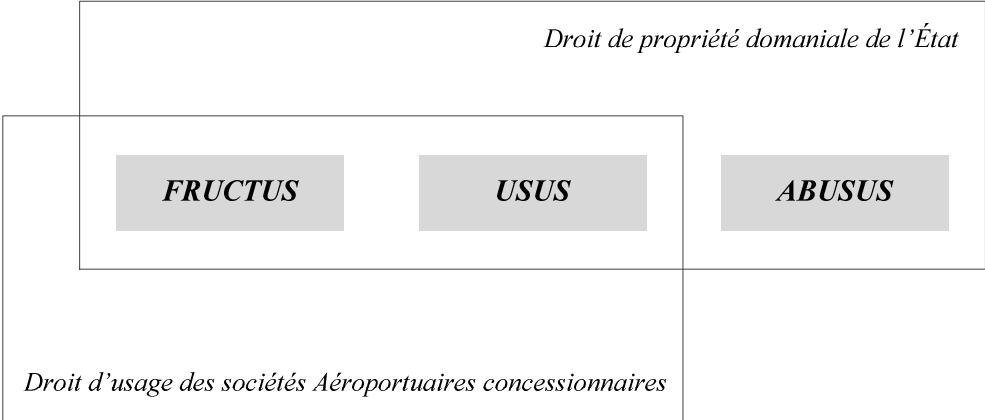 Droit de propriété domaniale de l’État
FRUCTUS USUS ABUSUS
Droit d’usage des sociétés Aéroportuaires concessionnaires